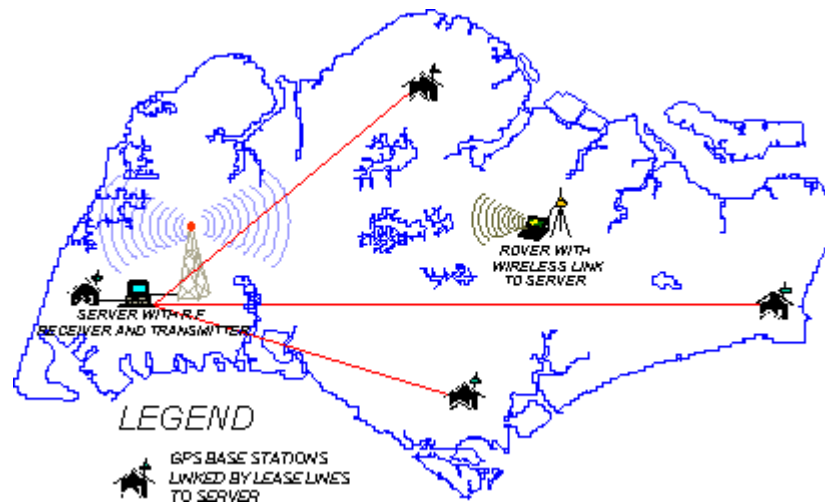 ROVER WITH
WIRELESS LINK
TO SERVER
SERVER WITH R.F
RECEIVER AND TRANSMITTER
LEGEND
GPS BASE STATIONS
LINKED BY LEASE LINES
TO SERVER